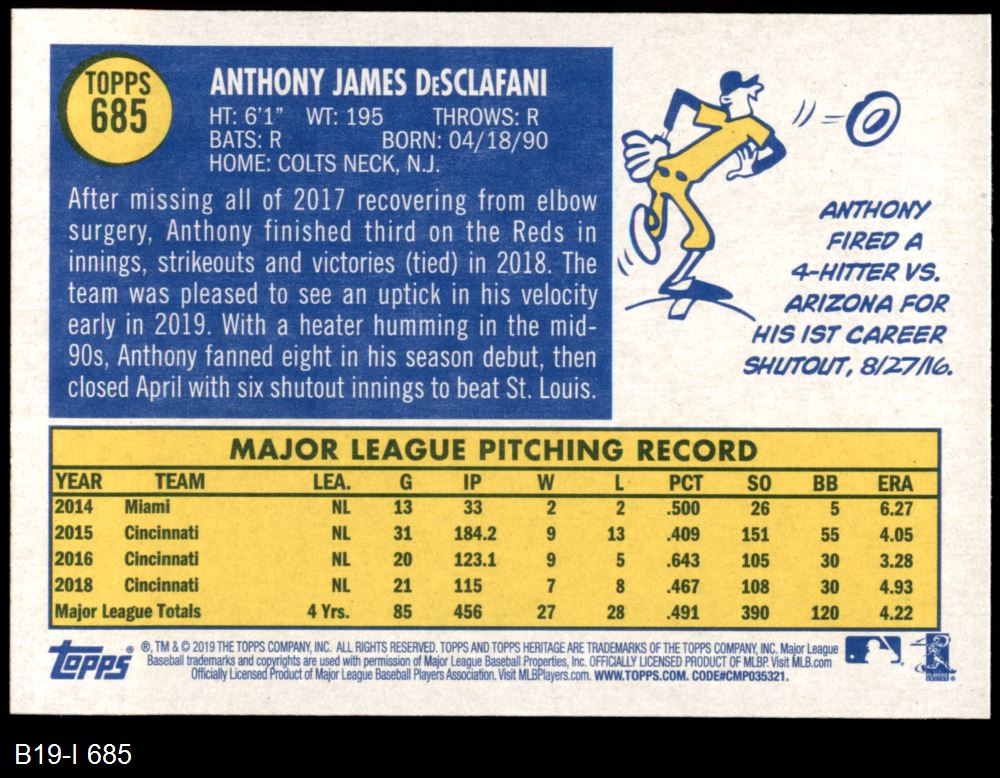 TOPPS
685
ANTHONY JAMES DeSCLAFANI
HT: 6'1" WT: 195 THROWS: R
BATS: R BORN: 04/18/90
HOME: COLTS NECK, N.J.
After missing all of 2017 recovering from elbow
surgery, Anthony finished third on the Reds in
innings, strikeouts and victories (tied) in 2018. The
team was pleased to see an uptick in his velocity
early in 2019. With a heater humming in the mid-
90s, Anthony fanned eight in his season debut, then
closed April with six shutout innings to beat St. Louis.
ANTHONY
FIRED A
4-HITTER VS.
ARIZONA FOR
HIS 1ST CAREER
SHUTOUT, 8/27/16.
MAJOR LEAGUE PITCHING RECORD
YEAR TEAM LEA. G IP W L PCT SO BB ERA
2014 Miami NL 13 33 2 2 .500 26 5 6.27
2015 Cincinnati NL 31 184.2 9 13 .409 151 55 4.05
2016 Cincinnati NL 20 123.1 9 5 .643 105 30 3.28
2018 Cincinnati NL 21 115 7 8 .467 108 30 4.93
Major League Totals 4 Yrs. 85 456 27 28 .491 390 120 4.22
topps
®, TM & © 2019 THE TOPPS COMPANY, INC. ALL RIGHTS RESERVED. TOPPS AND TOPPS HERITAGE ARE TRADEMARKS OF THE TOPPS COMPANY, INC. Major League
Baseball trademarks and copyrights are used with permission of Major League Baseball Properties, Inc. OFFICIALLY LICENSED PRODUCT OF MLBP. Visit MLB.com
Officially Licensed Product of Major League Baseball Players Association. Visit MLBPlayers.com. WWW.TOPPS.COM. CODE#CMP035321.
B19-I 685